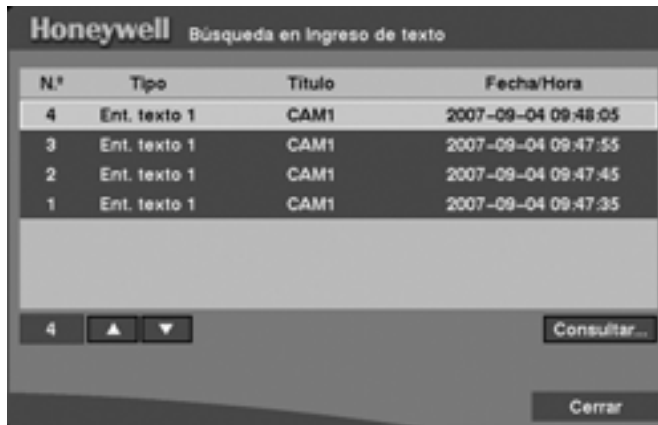 Honeywell Búsqueda en Ingreso de texto
N.º Tipo Título Fecha/Hora
4 Ent. texto 1 CAM1 2007-09-04 09:48:05
3 Ent. texto 1 CAM1 2007-09-04 09:47:55
2 Ent. texto 1 CAM1 2007-09-04 09:47:45
1 Ent. texto 1 CAM1 2007-09-04 09:47:35
4 Consultar...
Cerrar